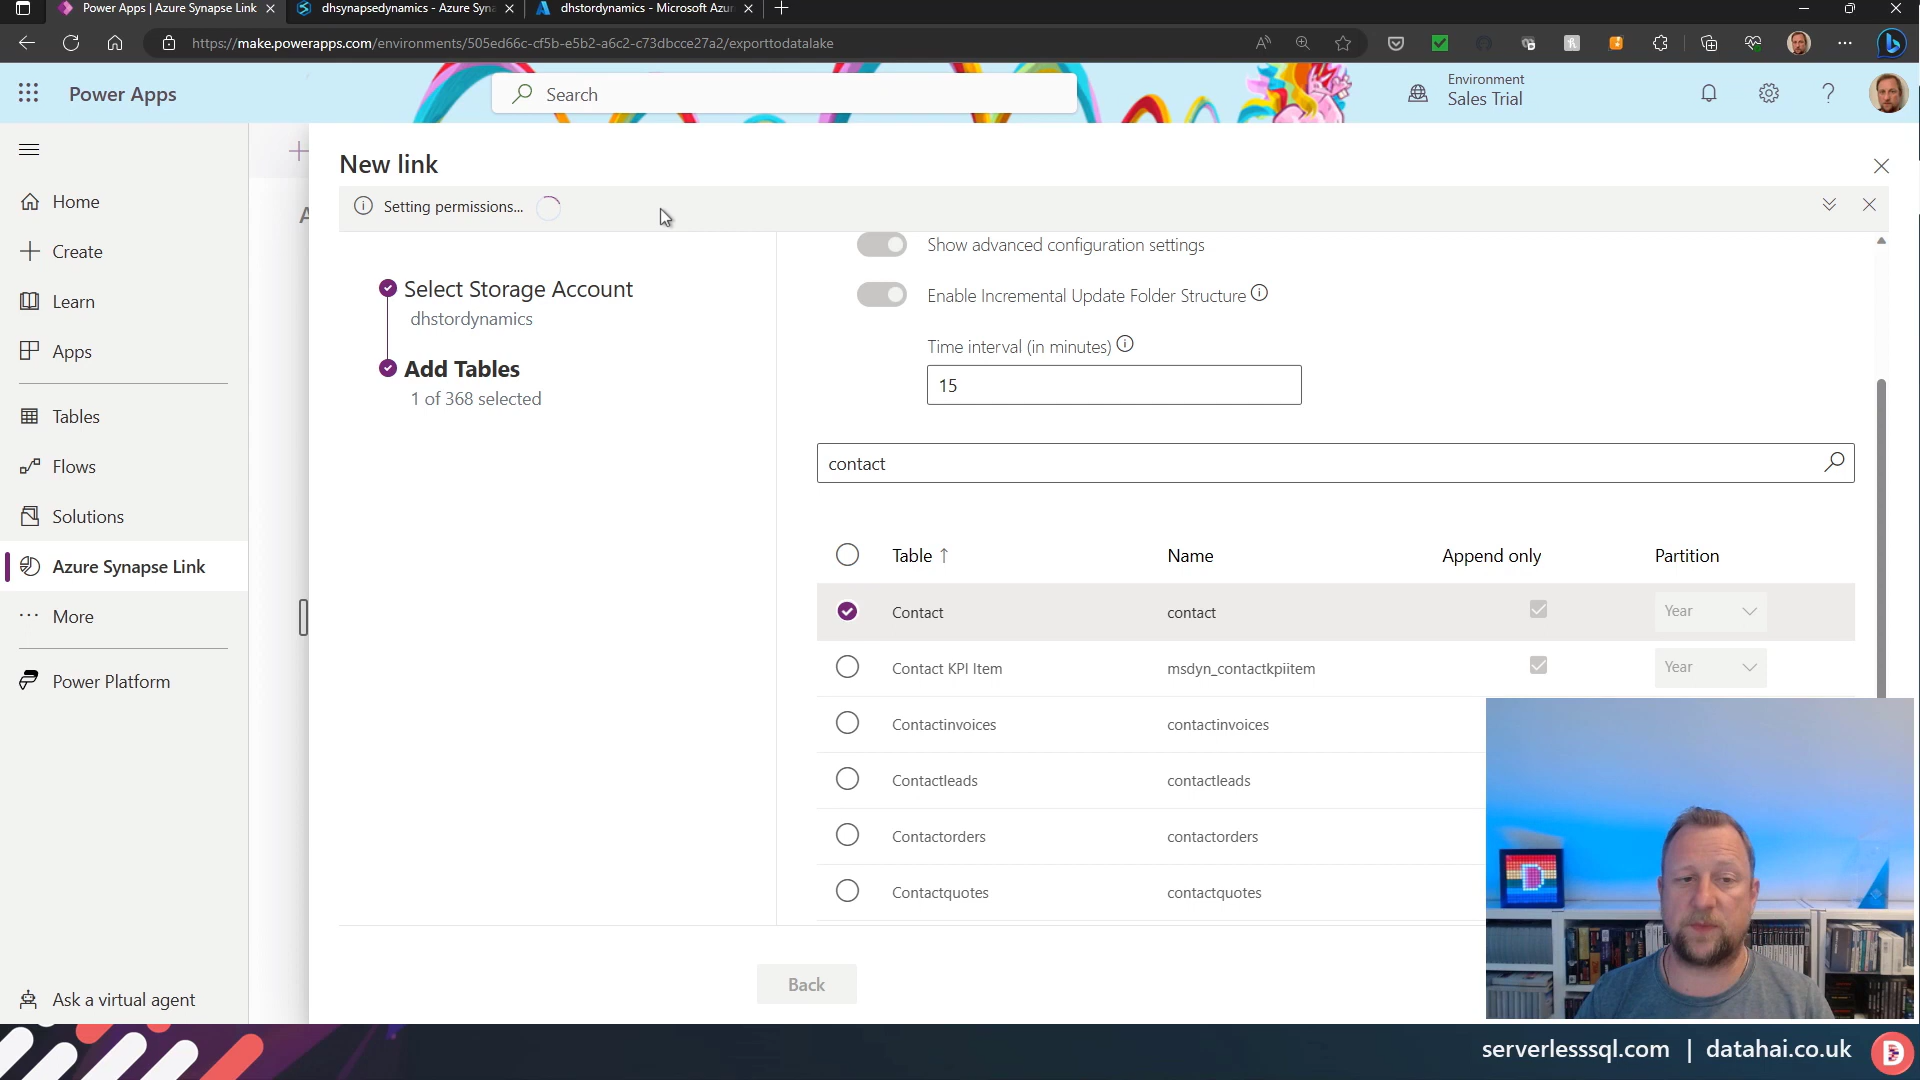 Power Apps | Azure Synapse Link
dhsynapsedynamics - Azure Syna
dhstordynamics - Microsoft Azur
https://make.powerapps.com/environments/505ed66c-cf5b-e5b2-a6c2-c73dbcce27a2/exporttodatalake
Power Apps
Search
Environment
Sales Trial
New link
Setting permissions...
Home
Create
Learn
Apps
Tables
Flows
Solutions
Azure Synapse Link
More
Power Platform
Ask a virtual agent
Select Storage Account
dhstordynamics
Add Tables
1 of 368 selected
Show advanced configuration settings
Enable Incremental Update Folder Structure
Time interval (in minutes)
15
contact
Table ↑ Name Append only Partition
Contact contact Year
Contact KPI Item msdyn_contactkpiitem Year
Contactinvoices contactinvoices
Contactleads contactleads
Contactorders contactorders
Contactquotes contactquotes
Back
serverlesssql.com | datahai.co.uk